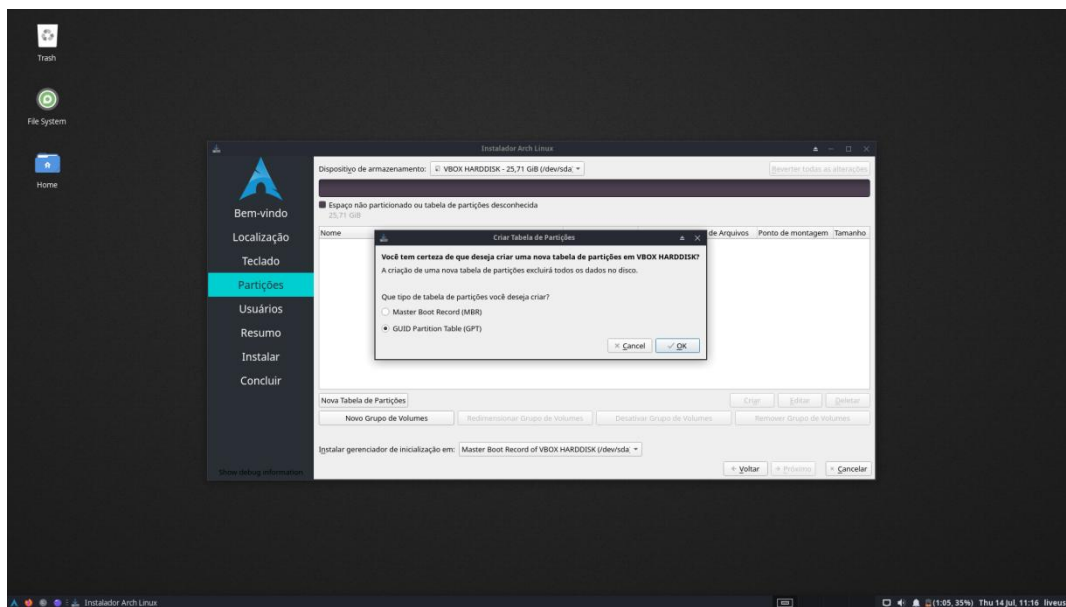 Trash
File System
Home
Instalador Arch Linux
Bem-vindo
Localização
Teclado
Partições
Usuários
Resumo
Instalar
Concluir
Show debug information
Dispositivo de armazenamento: VBOX HARDDISK - 25,71 GiB (/dev/sda
Reverter todas as alterações
Espaço não particionado ou tabela de partições desconhecida
25,71 GiB
Nome de Arquivos Ponto de montagem Tamanho
Criar Tabela de Partições
Você tem certeza de que deseja criar uma nova tabela de partições em VBOX HARDDISK?
A criação de uma nova tabela de partições excluirá todos os dados no disco.
Que tipo de tabela de partições você deseja criar?
Master Boot Record (MBR)
GUID Partition Table (GPT)
Cancel OK
Nova Tabela de Partições Criar Editar Deletar
Novo Grupo de Volumes Redimensionar Grupo de Volumes Desativar Grupo de Volumes Remover Grupo de Volumes
Instalar gerenciador de inicialização em: Master Boot Record of VBOX HARDDISK (/dev/sda
Voltar Próximo Cancelar
Instalador Arch Linux (1:05, 35%) Thu 14 Jul, 11:16 liveus